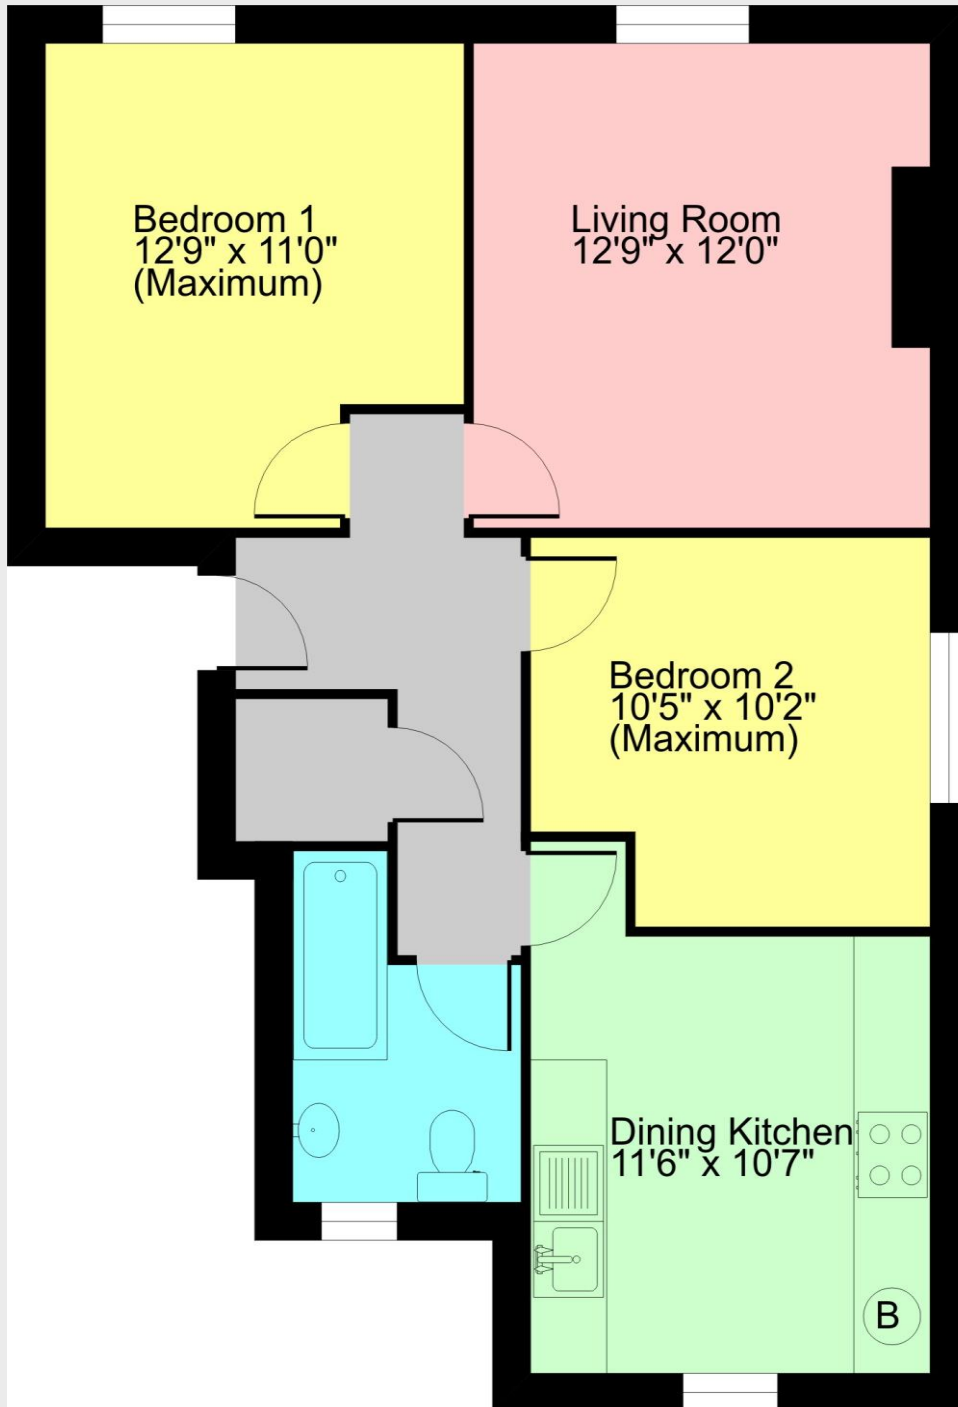 Bedroom 1
12'9" x 11'0"
(Maximum)
Living Room
12'9" x 12'0"
Bedroom 2
10'5" x 10'2"
(Maximum)
Dining Kitchen
11'6" x 10'7"
B